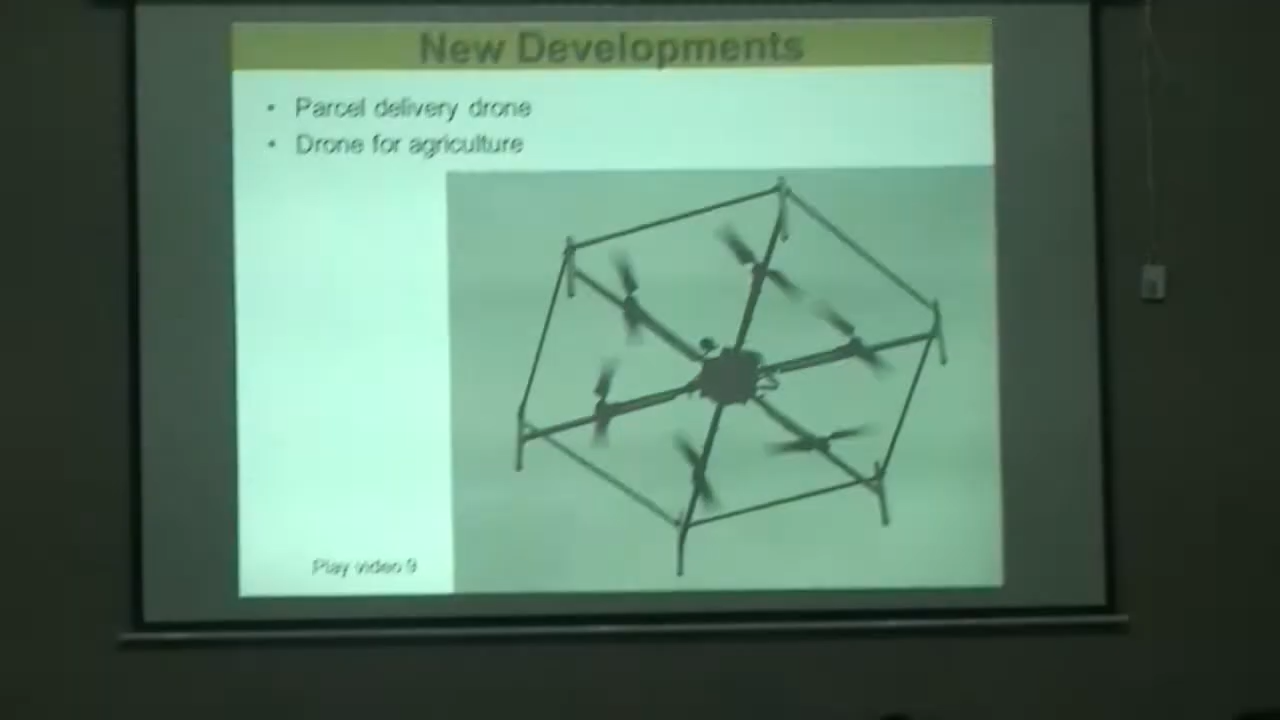 New Developments
• Parcel delivery drone
• Drone for agriculture
Play video 9